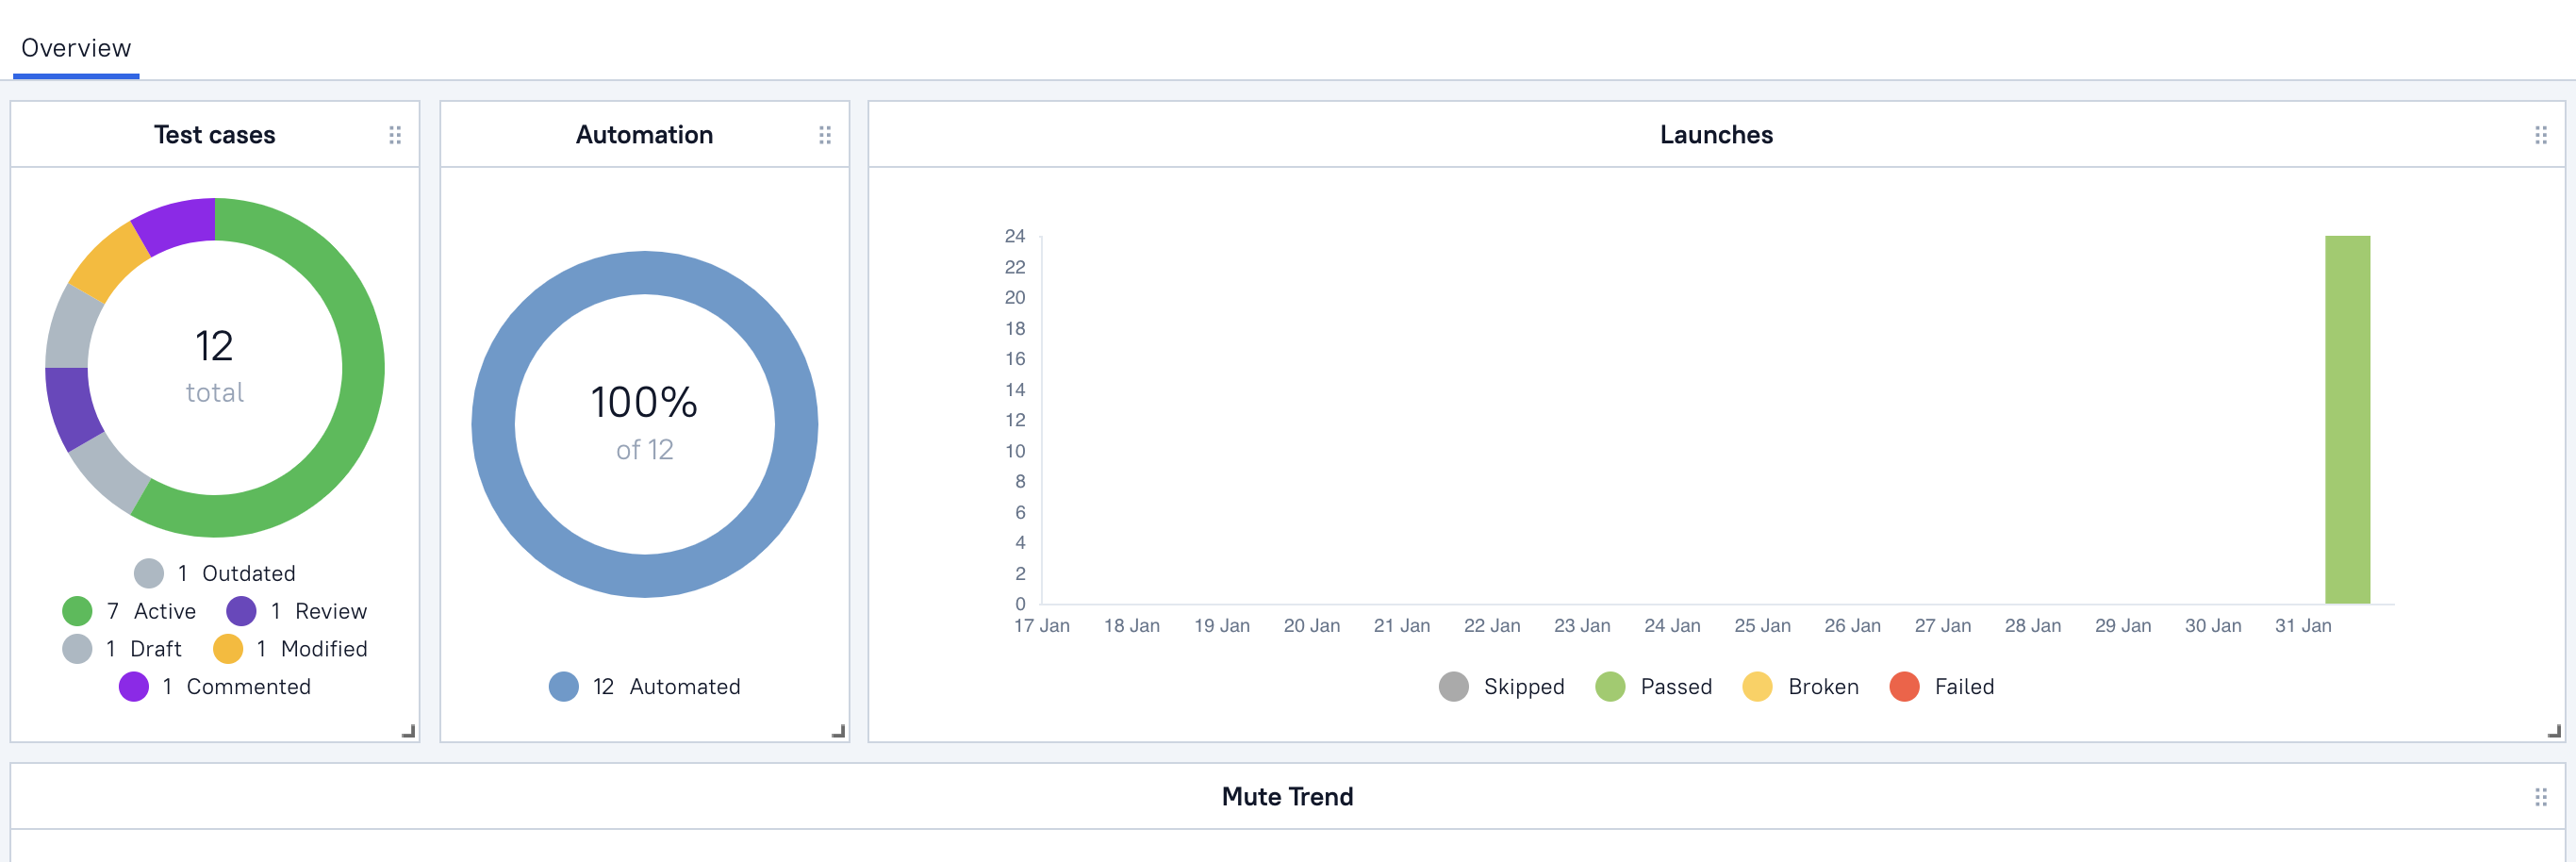 Overview
Test cases
12
total
1 Outdated
7 Active 1 Review
1 Draft 1 Modified
1 Commented
Automation
100%
of 12
12 Automated
Launches
24
22
20
18
16
14
12
10
8
6
4
2
0
17 Jan 18 Jan 19 Jan 20 Jan 21 Jan 22 Jan 23 Jan 24 Jan 25 Jan 26 Jan 27 Jan 28 Jan 29 Jan 30 Jan 31 Jan
Skipped Passed Broken Failed
Mute Trend